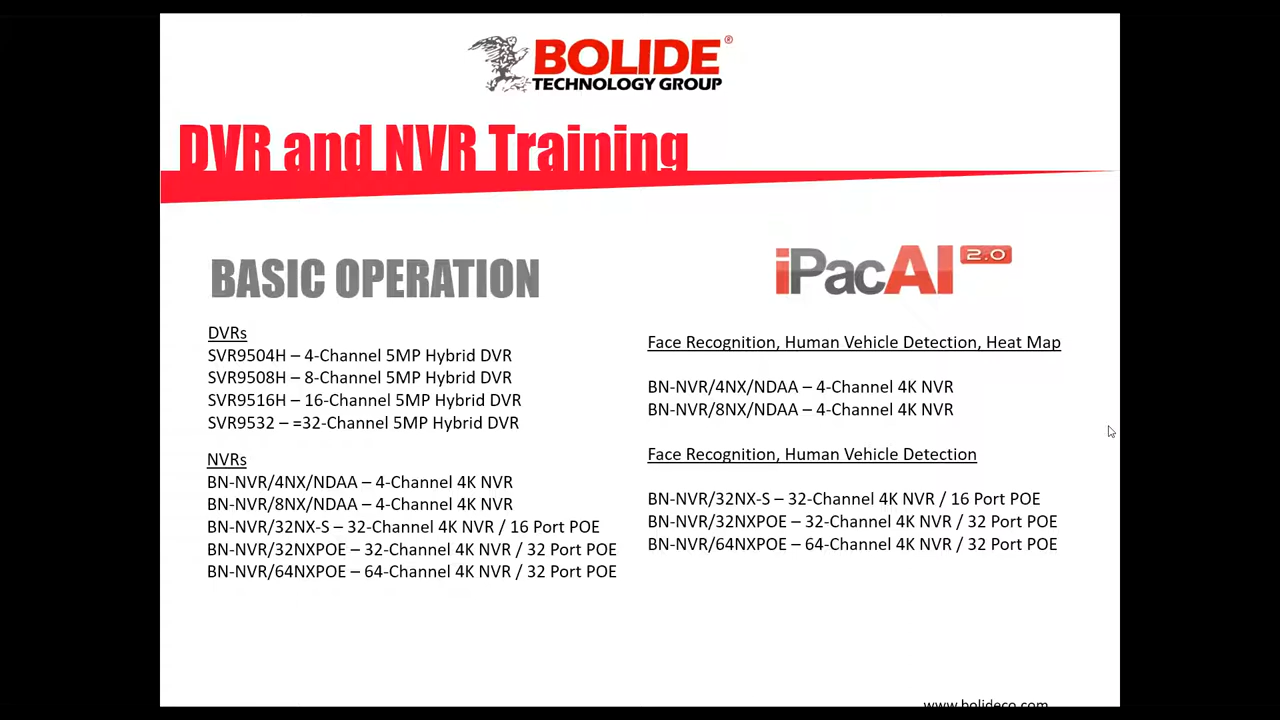 BOLIDE®
TECHNOLOGY GROUP
DVR and NVR Training
BASIC OPERATION
DVRs
SVR9504H – 4-Channel 5MP Hybrid DVR
SVR9508H – 8-Channel 5MP Hybrid DVR
SVR9516H – 16-Channel 5MP Hybrid DVR
SVR9532 – =32-Channel 5MP Hybrid DVR
NVRs
BN-NVR/4NX/NDAA – 4-Channel 4K NVR
BN-NVR/8NX/NDAA – 4-Channel 4K NVR
BN-NVR/32NX-S – 32-Channel 4K NVR / 16 Port POE
BN-NVR/32NXPOE – 32-Channel 4K NVR / 32 Port POE
BN-NVR/64NXPOE – 64-Channel 4K NVR / 32 Port POE
iPacAI 2.0
Face Recognition, Human Vehicle Detection, Heat Map
BN-NVR/4NX/NDAA – 4-Channel 4K NVR
BN-NVR/8NX/NDAA – 4-Channel 4K NVR
Face Recognition, Human Vehicle Detection
BN-NVR/32NX-S – 32-Channel 4K NVR / 16 Port POE
BN-NVR/32NXPOE – 32-Channel 4K NVR / 32 Port POE
BN-NVR/64NXPOE – 64-Channel 4K NVR / 32 Port POE
www.bolideco.com